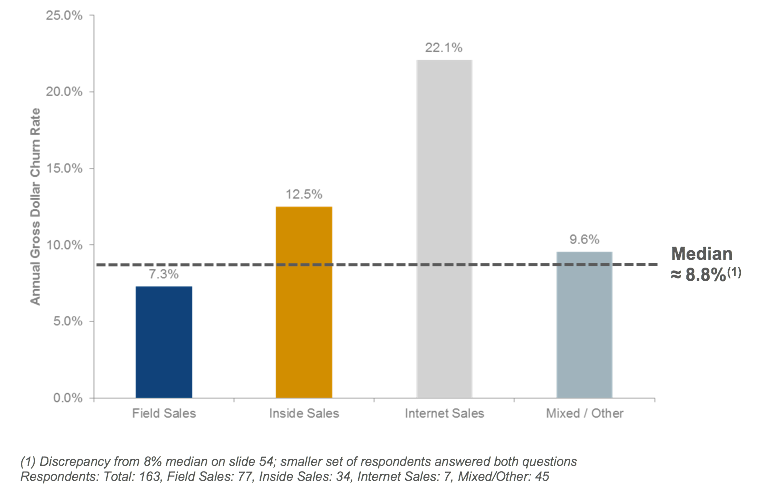 25.0%
20.0%
15.0%
10.0%
5.0%
0.0%
Annual Gross Dollar Churn Rate
7.3%
12.5%
22.1%
9.6%
Median
≈ 8.8%(1)
Field Sales
Inside Sales
Internet Sales
Mixed / Other
(1) Discrepancy from 8% median on slide 54; smaller set of respondents answered both questions
Respondents: Total: 163, Field Sales: 77, Inside Sales: 34, Internet Sales: 7, Mixed/Other: 45